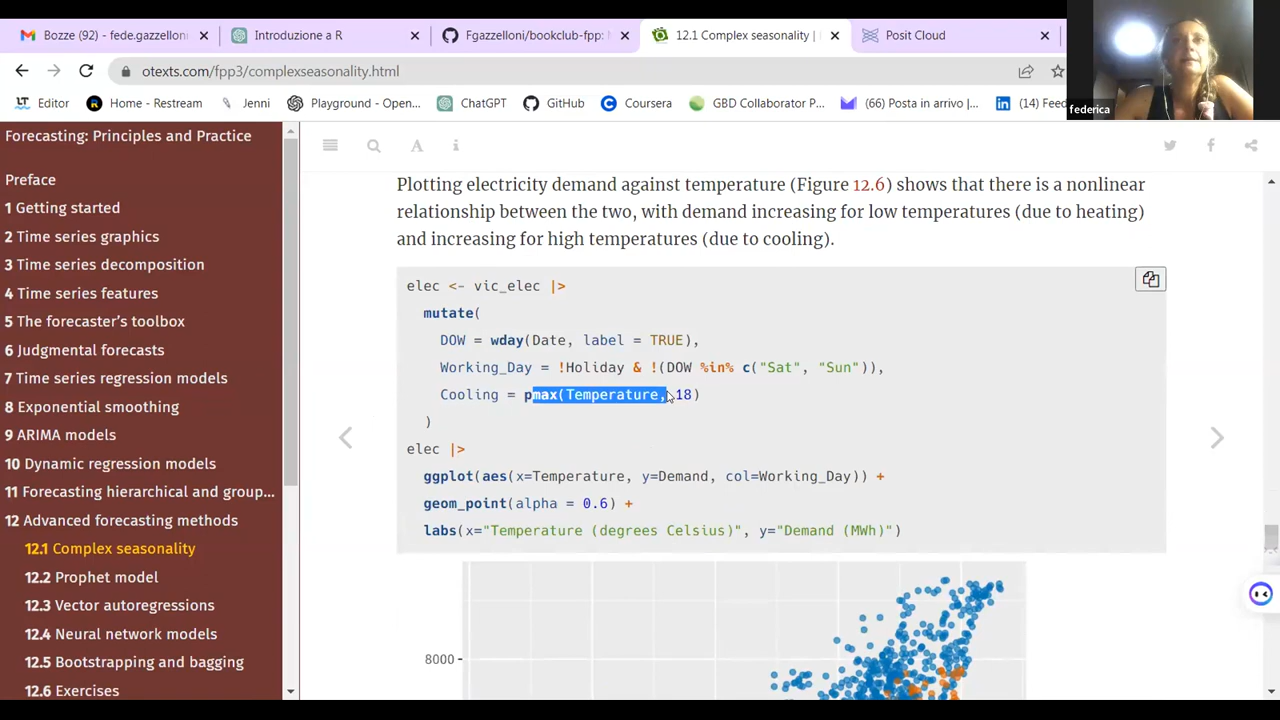 Bozze (92) - fede.gazzelloni
Introduzione a R
Fgazzelloni/bookclub-fpp:
12.1 Complex seasonality |
Posit Cloud
otexts.com/fpp3/complexseasonality.html
Editor
Home - Restream
Jenni
Playground - Open...
ChatGPT
GitHub
Coursera
GBD Collaborator P...
(66) Posta in arrivo |...
(14) Feed
federica
Forecasting: Principles and Practice
Preface
1 Getting started
2 Time series graphics
3 Time series decomposition
4 Time series features
5 The forecaster's toolbox
6 Judgmental forecasts
7 Time series regression models
8 Exponential smoothing
9 ARIMA models
10 Dynamic regression models
11 Forecasting hierarchical and group...
12 Advanced forecasting methods
12.1 Complex seasonality
12.2 Prophet model
12.3 Vector autoregressions
12.4 Neural network models
12.5 Bootstrapping and bagging
12.6 Exercises
Plotting electricity demand against temperature (Figure 12.6) shows that there is a nonlinear
relationship between the two, with demand increasing for low temperatures (due to heating)
and increasing for high temperatures (due to cooling).
elec <- vic_elec |>
mutate(
DOW = wday(Date, label = TRUE),
Working_Day = !Holiday & !(DOW %in% c("Sat", "Sun")),
Cooling = pmax(Temperature, 18)
)
elec |>
ggplot(aes(x=Temperature, y=Demand, col=Working_Day)) +
geom_point(alpha = 0.6) +
labs(x="Temperature (degrees Celsius)", y="Demand (MWh)")
8000